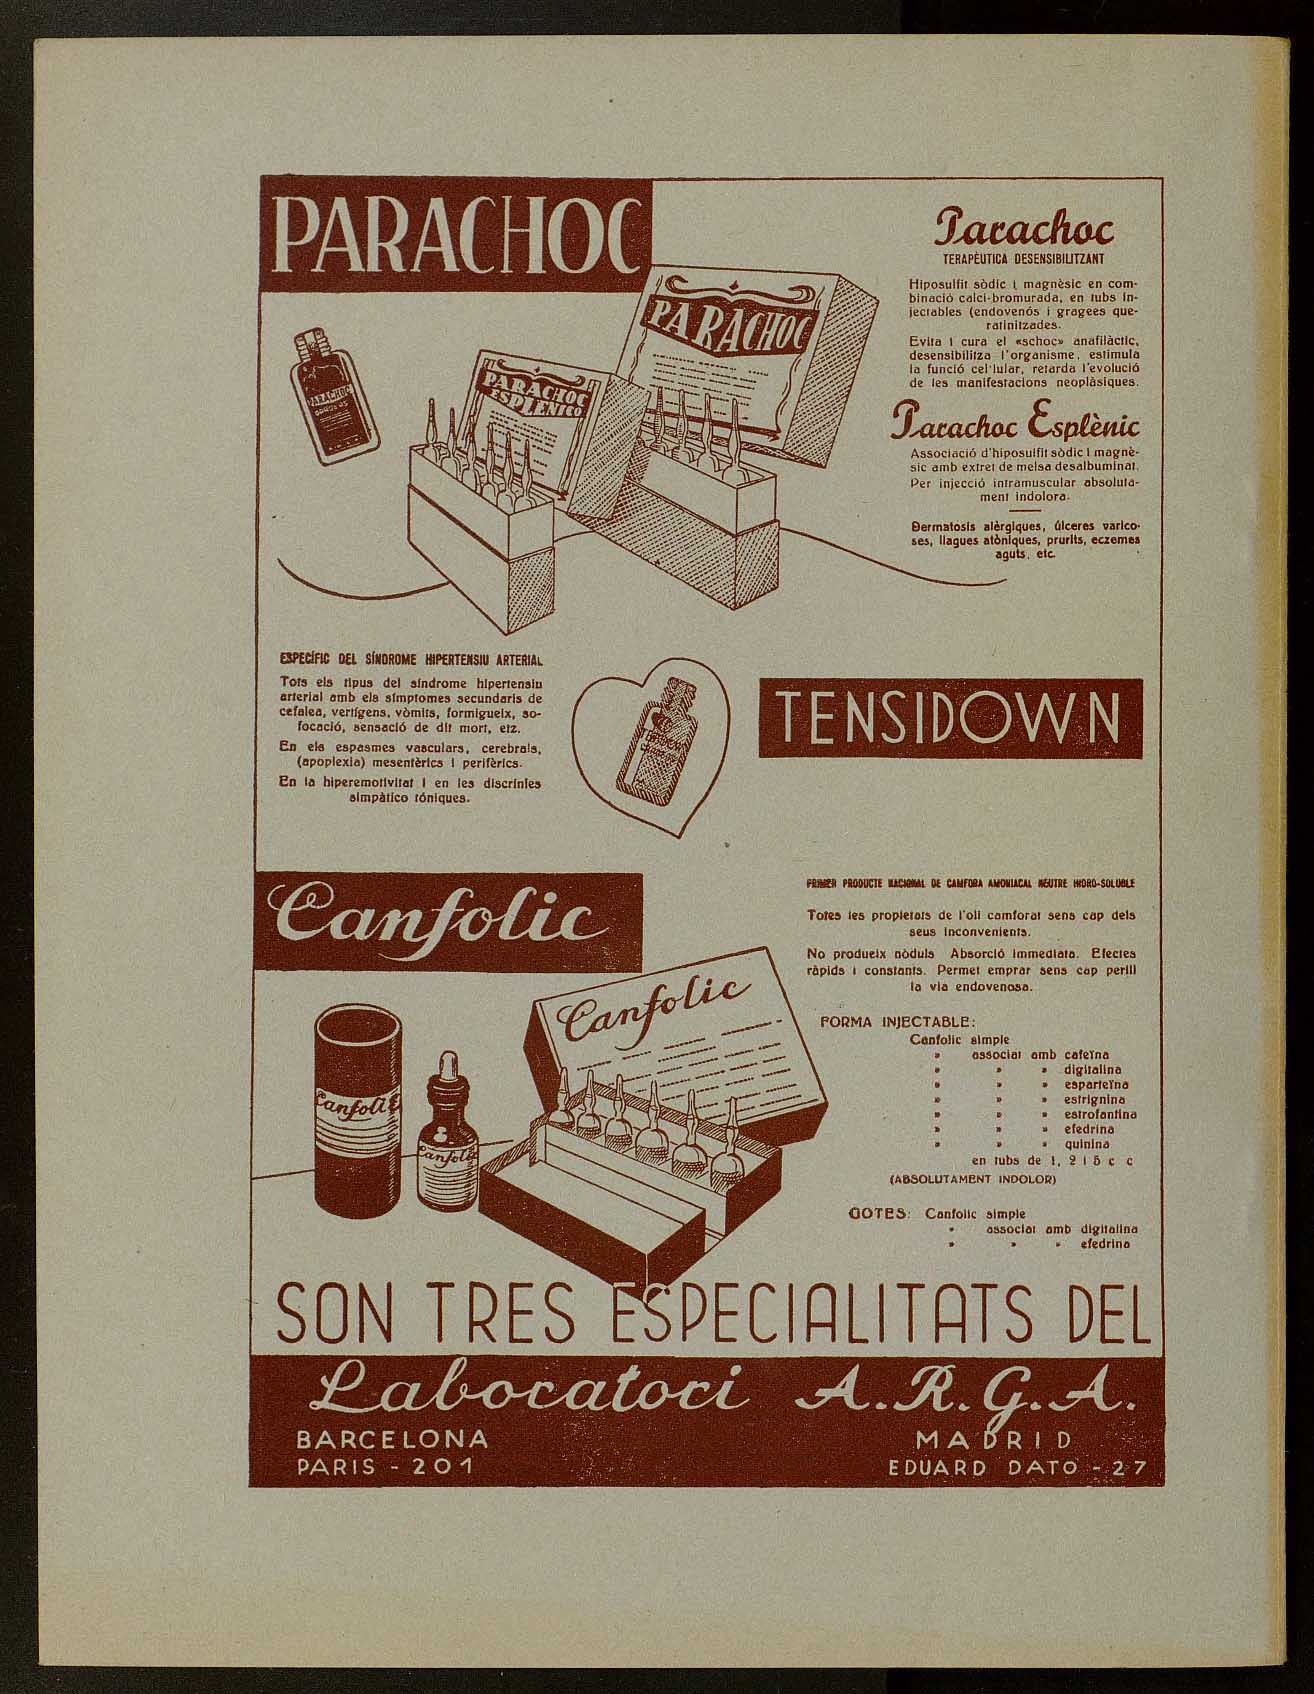 PARACHOC
Parachoc
TERAPÈUTICA DESENSIBILITZANT
Hiposulfit sòdic i magnèsic en com-
binació calci-bromurada, en tubs in-
jectables (endovenós i gragees que-
ratinitzades.
Evita i cura el «schoc» anafilàctic,
desensibilitza l'organisme, estimula
la funció cel·lular, retarda l'evolució
de les manifestacions neoplàsiques.
Parachoc Esplènic
Associació d'hiposulfit sòdic i magnè-
sic amb extret de melsa desalbuminat.
Per injecció intramuscular absoluta-
ment indolora.
Dermatosis alèrgiques, úlceres varico-
ses, llagues atòniques, prurits, eczemes
aguts, etc.
PARACHOC
PARACHOC
ESPLENICO
PARACHOC
ESPECÍFIC DEL SÍNDROME HIPERTENSIU ARTERIAL
Tots els tipus del síndrome hipertensiu
arterial amb els símptomes secundaris de
cefalea, vertígens, vòmits, formigueix, so-
focació, sensació de dit mort, etz.
En els espasmes vasculars, cerebrals,
(apoplexia) mesentèrics i perifèrics.
En la hiperemotivitat i en les discrinies
simpàtico tóniques.
TENSIDOWN
Canfolic
PRIMER PRODUCTE NACIONAL DE CAMFORA AMONIACAL NEUTRE HIDRO-SOLUBLE
Totes les propietats de l'oli camforat sens cap dels
seus inconvenients.
No produeix nòduls Absorció immediata. Efectes
ràpids i constants. Permet emprar sens cap perill
la via endovenosa.
FORMA INJECTABLE:
Canfolic simple
» associat amb cafeïna
» » » digitalina
» » » esparteïna
» » » estrignina
» » » estrofantina
» » » efedrina
» » » quinina
en tubs de 1, 2 i 5 c c
(ABSOLUTAMENT INDOLOR)
GOTES: Canfolic simple
» associat amb digitalina
» » » efedrina
Canfolic
Canfolic
Canfolic
SON TRES ESPECIALITATS DEL
Laboratori A.R.G.A.
BARCELONA
PARIS - 201
MADRID
EDUARD DATO - 27